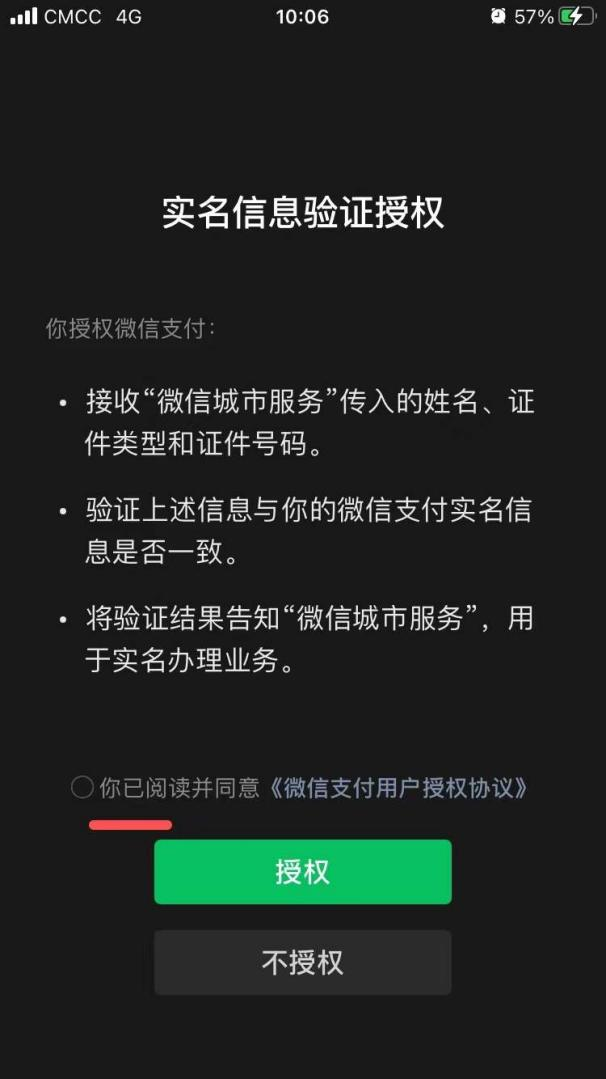 CMCC 4G 10:06 57%
实名信息验证授权
你授权微信支付：
• 接收“微信城市服务”传入的姓名、证
件类型和证件号码。
• 验证上述信息与你的微信支付实名信
息是否一致。
• 将验证结果告知“微信城市服务”，用
于实名办理业务。
你已阅读并同意《微信支付用户授权协议》
授权
不授权